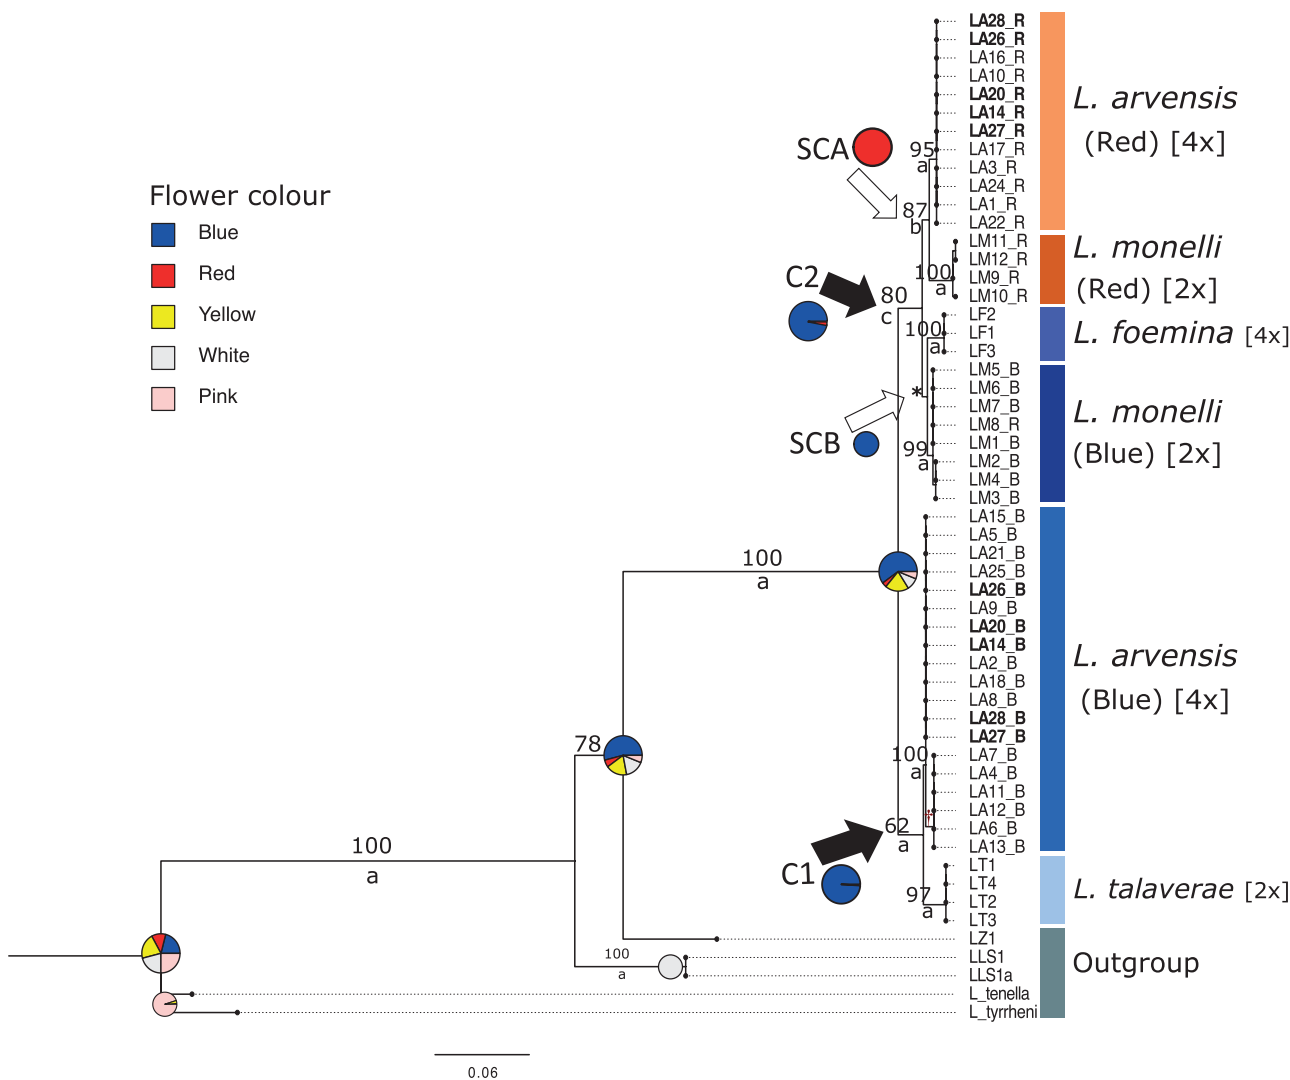 Flower colour
Blue
Red
Yellow
White
Pink
SCA
C2
SCB
C1
95
a
87
b
100
a
80
c
100
a
*
99
a
100
a
78
100
a
62
a
†
97
a
100
a
100
a
0.06
LA28_R
LA26_R
LA16_R
LA10_R
LA20_R
LA14_R
LA27_R
LA17_R
LA3_R
LA24_R
LA1_R
LA22_R
LM11_R
LM12_R
LM9_R
LM10_R
LF2
LF1
LF3
LM5_B
LM6_B
LM7_B
LM8_R
LM1_B
LM2_B
LM4_B
LM3_B
LA15_B
LA5_B
LA21_B
LA25_B
LA26_B
LA9_B
LA20_B
LA14_B
LA2_B
LA18_B
LA8_B
LA28_B
LA27_B
LA7_B
LA4_B
LA11_B
LA12_B
LA6_B
LA13_B
LT1
LT4
LT2
LT3
LZ1
LLS1
LLS1a
L_tenella
L_tyrrheni
L. arvensis
(Red) [4x]
L. monelli
(Red) [2x]
L. foemina [4x]
L. monelli
(Blue) [2x]
L. arvensis
(Blue) [4x]
L. talaverae [2x]
Outgroup